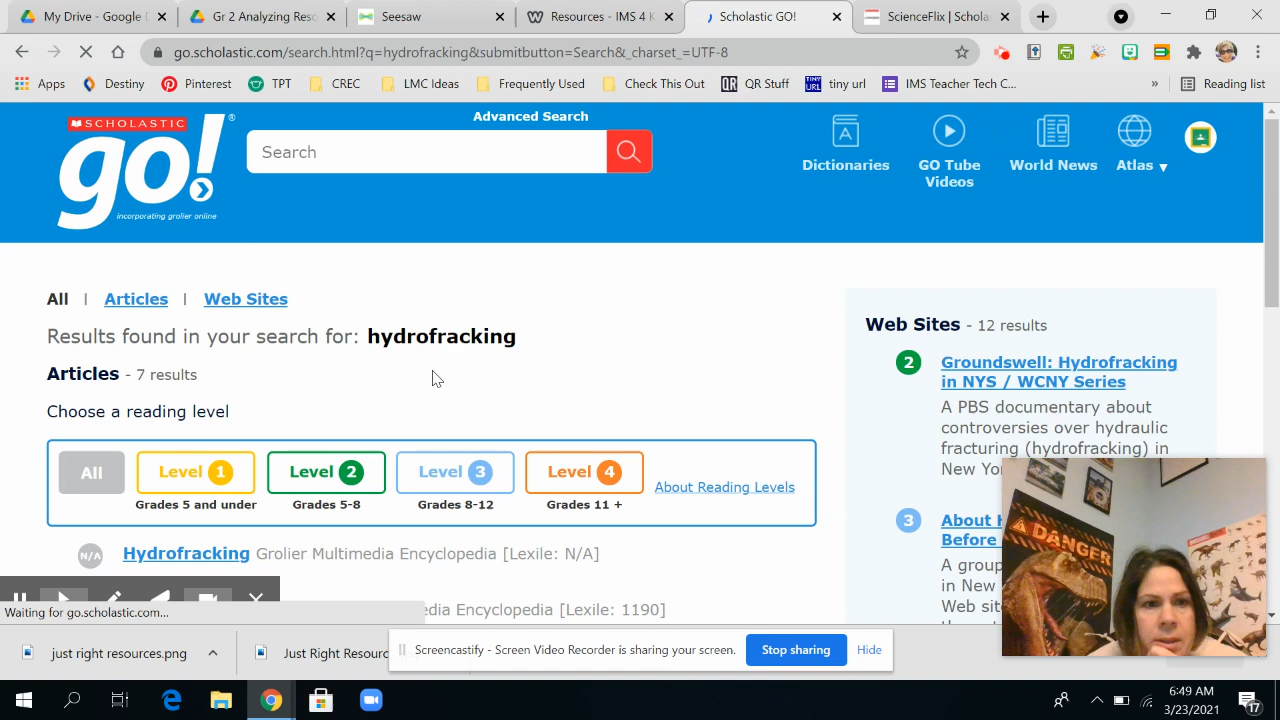 My Drive - Google D
Gr 2 Analyzing Reso
Seesaw
Resources - IMS 4 K
Scholastic GO!
ScienceFlix | Schola
go.scholastic.com/search.html?q=hydrofracking&submitbutton=Search&_charset_=UTF-8
Apps
Destiny
Pinterest
TPT
CREC
LMC Ideas
Frequently Used
Check This Out
QR Stuff
tiny url
IMS Teacher Tech C...
»
Reading list
SCHOLASTIC
go!
incorporating grolier online
Advanced Search
Search
Dictionaries
GO Tube
Videos
World News
Atlas
All | Articles | Web Sites
Results found in your search for: hydrofracking
Articles - 7 results
Choose a reading level
All
Level 1
Level 2
Level 3
Level 4
About Reading Levels
Grades 5 and under
Grades 5-8
Grades 8-12
Grades 11 +
N/A Hydrofracking Grolier Multimedia Encyclopedia [Lexile: N/A]
dia Encyclopedia [Lexile: 1190]
Web Sites - 12 results
2 Groundswell: Hydrofracking
in NYS / WCNY Series
A PBS documentary about
controversies over hydraulic
fracturing (hydrofracking) in
New Yor
3 About H
Before
A group
in New
Web sit
DANGER
Waiting for go.scholastic.com...
just right resources.png
Just Right Resourc
Screencastify - Screen Video Recorder is sharing your screen.
Stop sharing
Hide
6:49 AM
3/23/2021
17